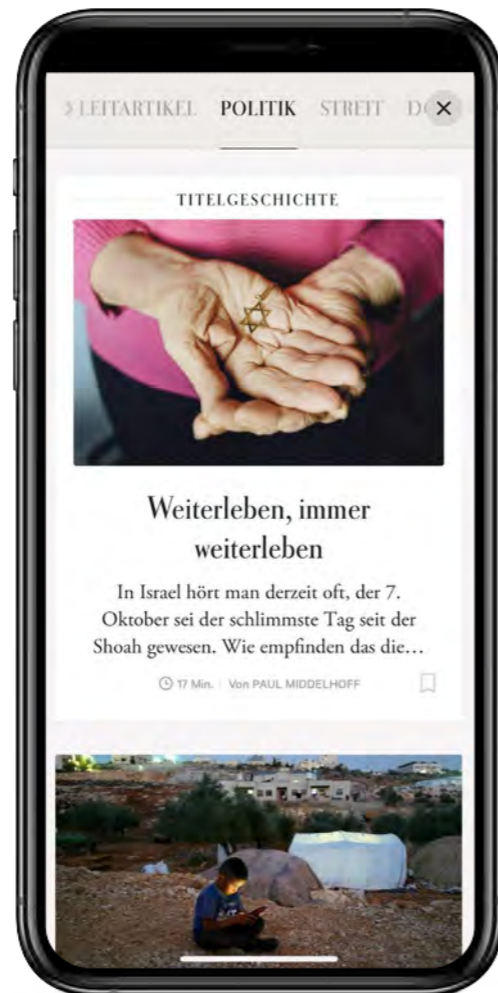 LEITARTIKEL POLITIK STREIT
TITELGESCHICHTE
Weiterleben, immer
weiterleben
In Israel hört man derzeit oft, der 7.
Oktober sei der schlimmste Tag seit der
Shoah gewesen. Wie empfinden das die…
17 Min. Von PAUL MIDDELHOFF